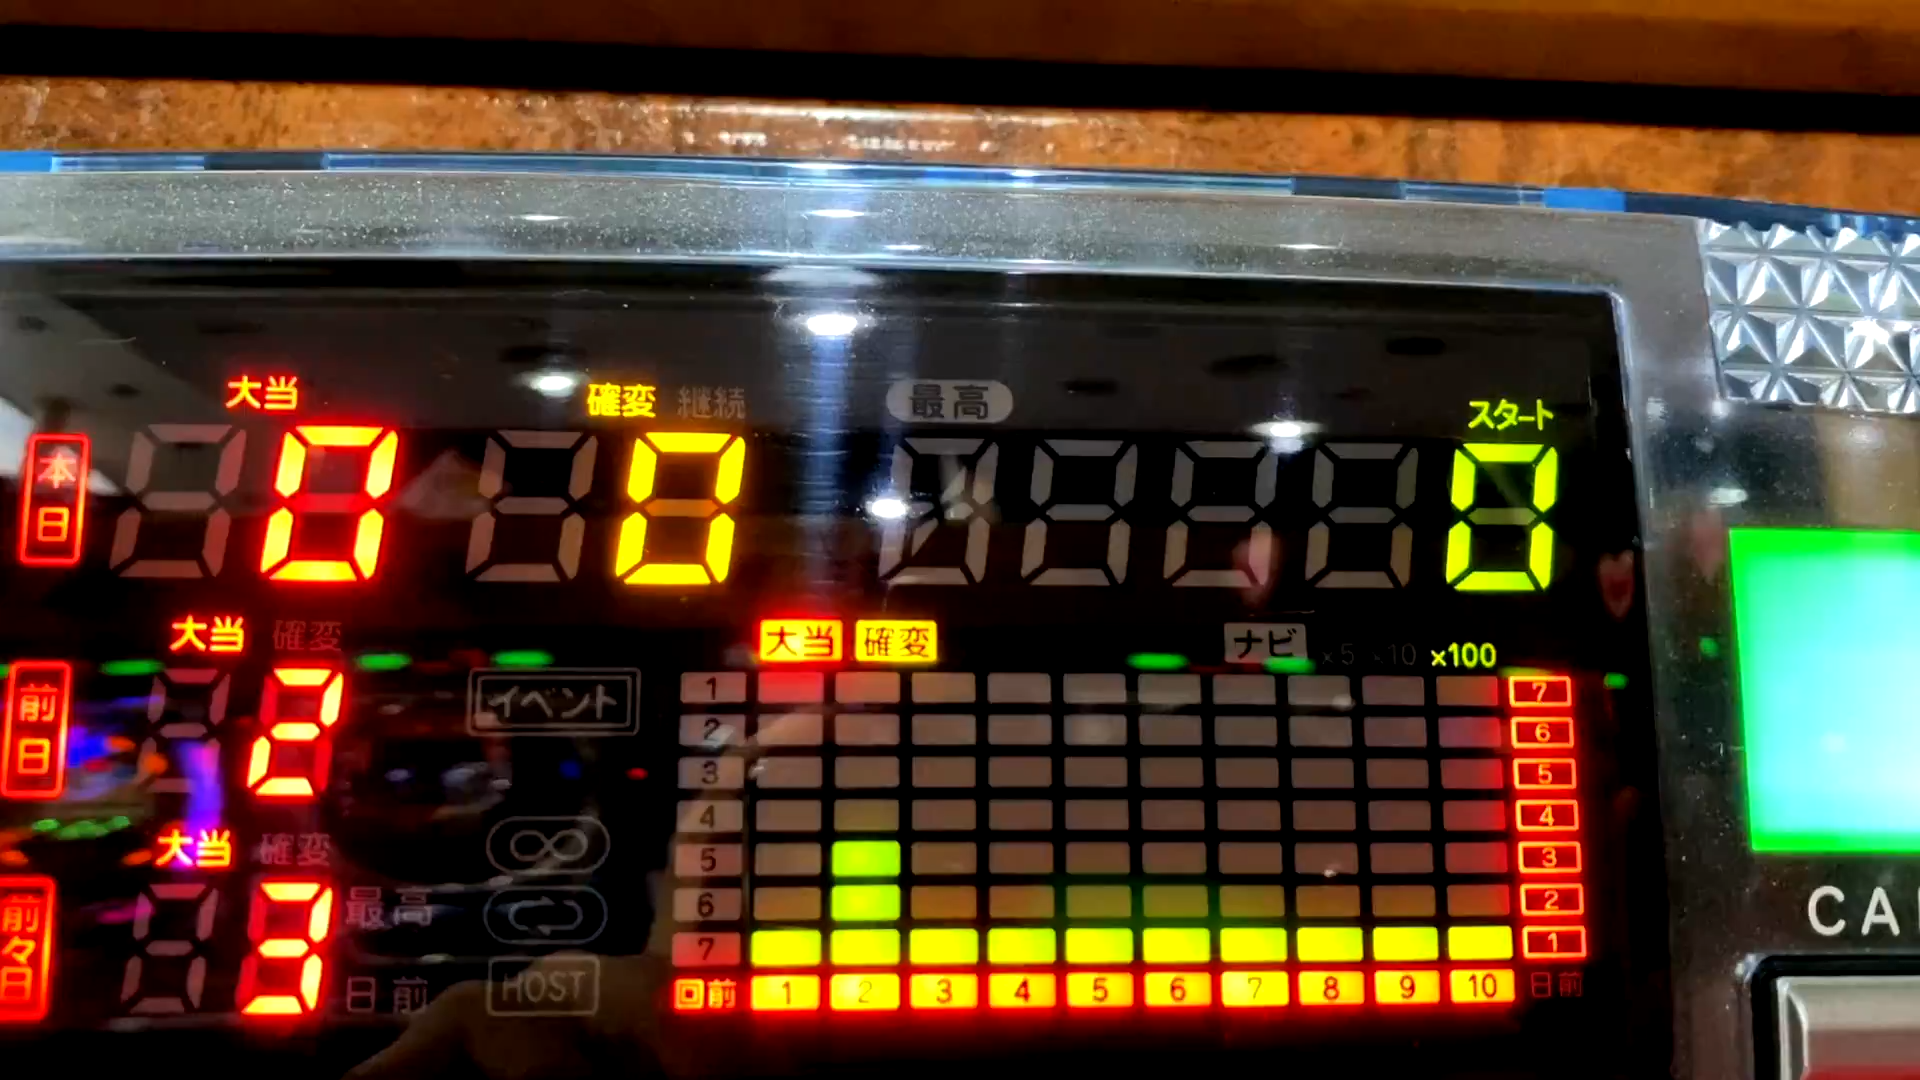 大当 確変 継続 最高 スタート
本日 0 0 0
大当 確変 大当 確変 ナビ ×5 ×10 ×100
前日 2 イベント
1 7
2 6
3 5
4 4
大当 確変
5 3
前々日 3 最高
6 2
7 1
日前 HOST
回前 1 2 3 4 5 6 7 8 9 10 日前
CA